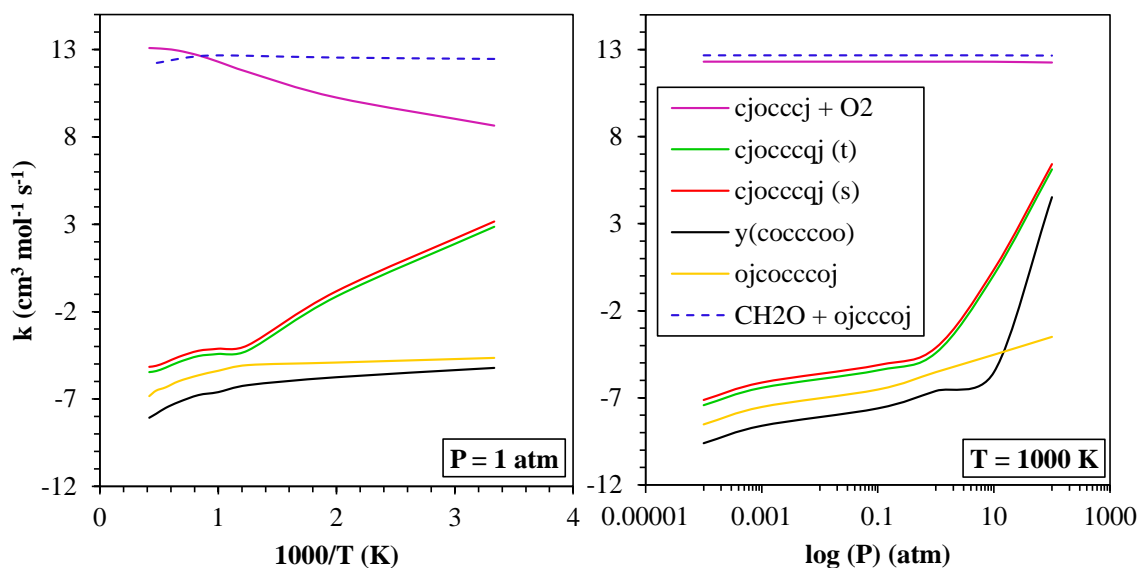 k (cm³ mol⁻¹ s⁻¹)
13
8
3
-2
-7
-12
0
1
2
3
4
1000/T (K)
P = 1 atm
13
8
3
-2
-7
-12
0.00001
0.001
0.1
10
1000
log (P) (atm)
cjocccj + O2
cjocccqj (t)
cjocccqj (s)
y(cocccoo)
ojcocccoj
CH2O + ojcccoj
T = 1000 K